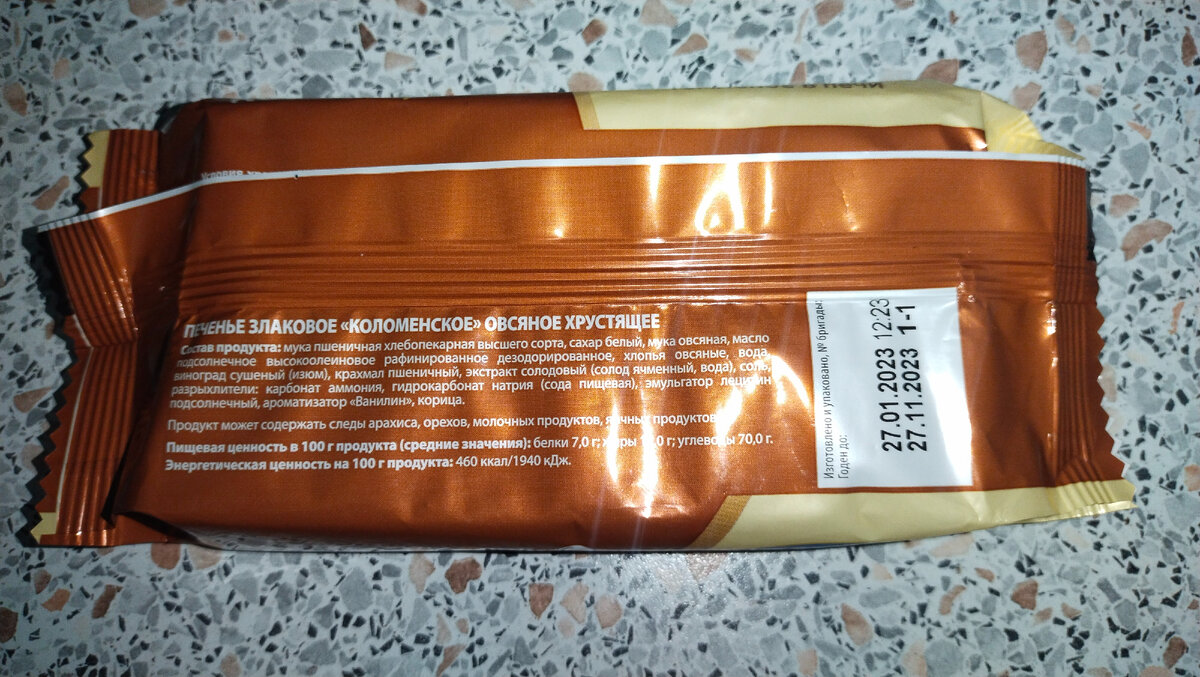 в печи
ПЕЧЕНЬЕ ЗЛАКОВОЕ «КОЛОМЕНСКОЕ» ОВСЯНОЕ ХРУСТЯЩЕЕ
Состав продукта: мука пшеничная хлебопекарная высшего сорта, сахар белый, мука овсяная, масло
подсолнечное высокоолеиновое рафинированное дезодорированное, хлопья овсяные, вода,
виноград сушеный (изюм), крахмал пшеничный, экстракт солодовый (солод ячменный, вода), соль,
разрыхлители: карбонат аммония, гидрокарбонат натрия (сода пищевая), эмульгатор лецитин
подсолнечный, ароматизатор «Ванилин», корица.
Продукт может содержать следы арахиса, орехов, молочных продуктов, яичных продуктов
Пищевая ценность в 100 г продукта (средние значения): белки 7,0 г; жиры г; углеводы 70,0 г.
Энергетическая ценность на 100 г продукта: 460 ккал/1940 кДж.
Изготовлено и упаковано, № бригады:
Годен до:
27.01.2023 12:23
27.11.2023 1-1